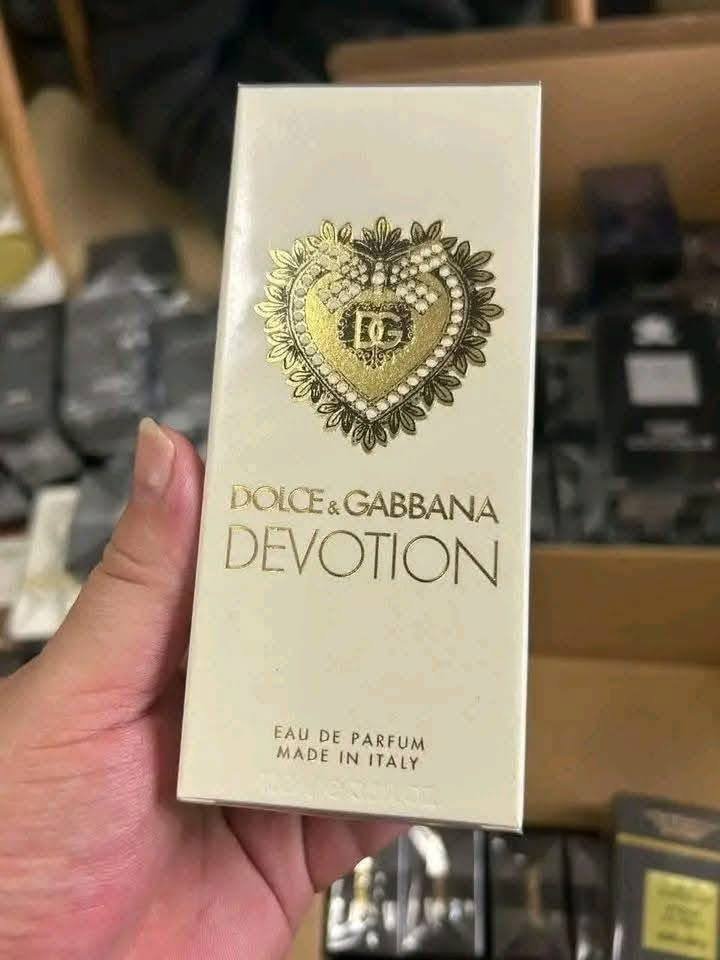 DG
DOLCE & GABBANA
DEVOTION
EAU DE PARFUM
MADE IN ITALY